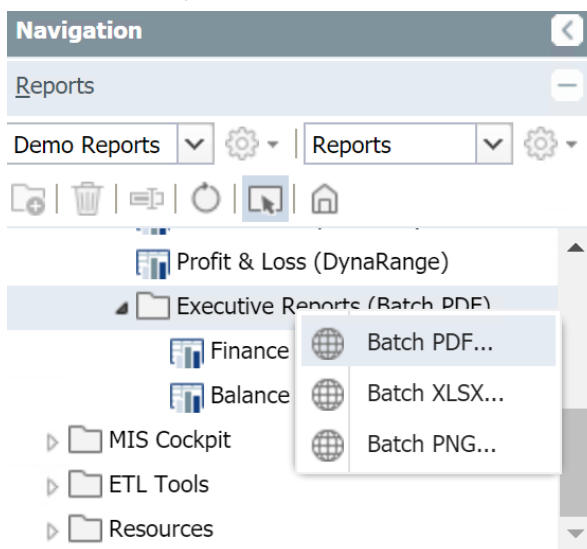 Navigation
Reports
Demo Reports Reports
Profit & Loss (DynaRange)
Executive Reports (Batch PDF)
Batch PDF...
Finance
Balance
Batch XLSX...
MIS Cockpit
Batch PNG...
ETL Tools
Resources